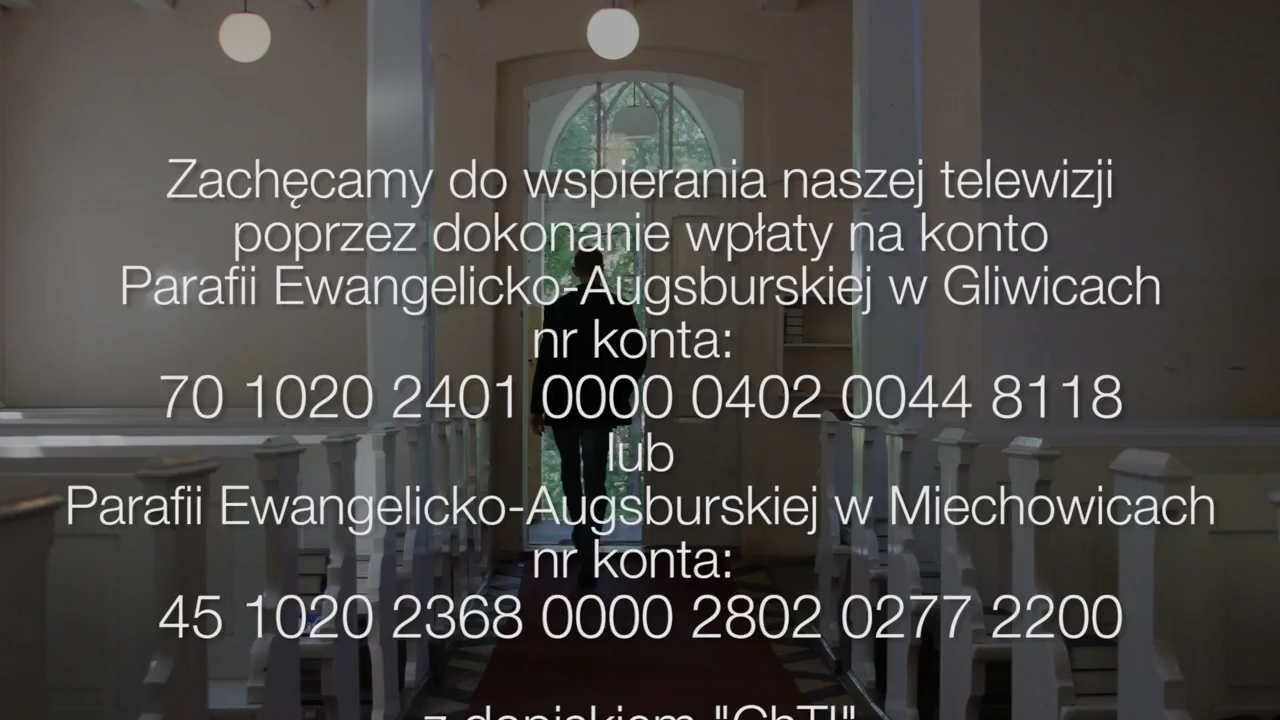 Zachęcamy do wspierania naszej telewizji
poprzez dokonanie wpłaty na konto
Parafii Ewangelicko-Augsburskiej w Gliwicach
nr konta:
70 1020 2401 0000 0402 0044 8118
lub
Parafii Ewangelicko-Augsburskiej w Miechowicach
nr konta:
45 1020 2368 0000 2802 0277 2200
z dopiskiem